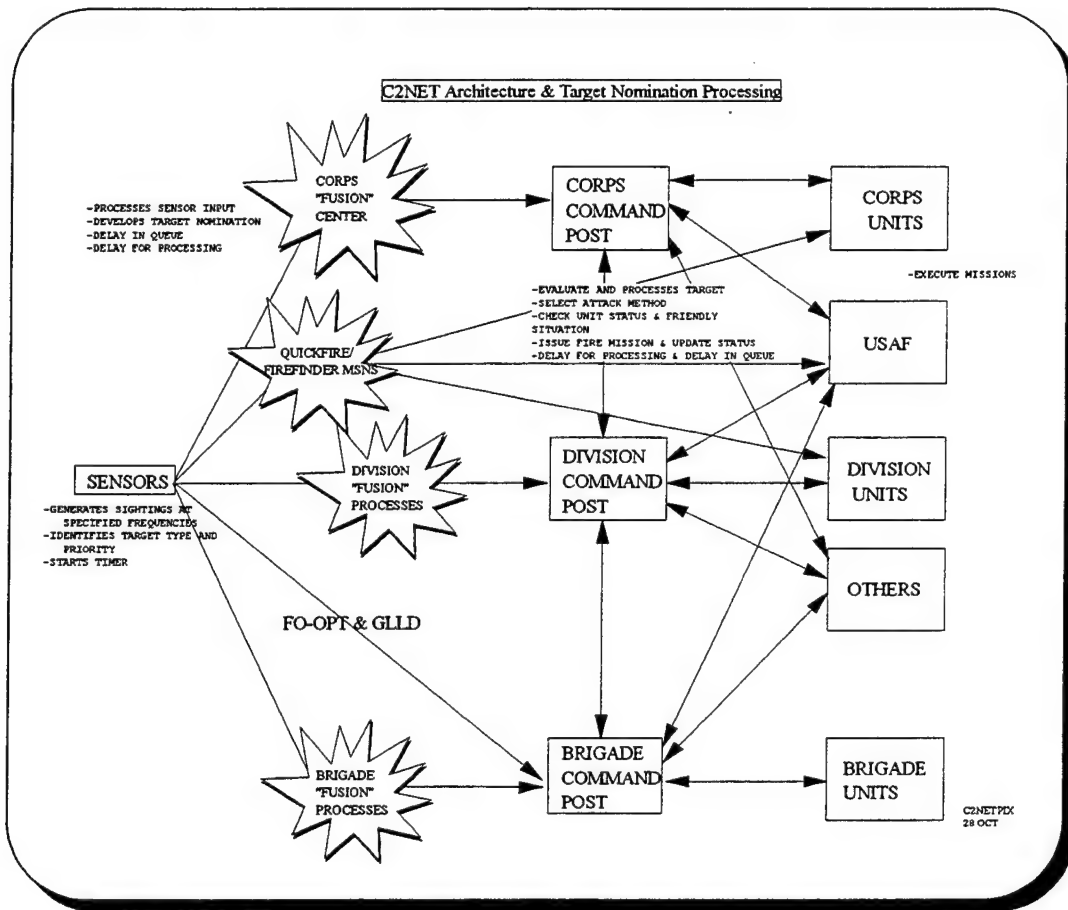 C2NET Architecture & Target Nomination Processing
CORPS
"FUSION"
CENTER
-PROCESSES SENSOR INPUT
-DEVELOPS TARGET NOMINATION
-DELAY IN QUEUE
-DELAY FOR PROCESSING
CORPS
COMMAND
POST
CORPS
UNITS
-EXECUTE MISSIONS
-EVALUATE AND PROCESSES TARGET
-SELECT ATTACK METHOD
-CHECK UNIT STATUS & FRIENDLY
SITUATION
-ISSUE FIRE MISSION & UPDATE STATUS
-DELAY FOR PROCESSING & DELAY IN QUEUE
QUICKFIRE/
FIREFINDER MSNS
USAF
SENSORS
-GENERATES SIGHTINGS AT
SPECIFIED FREQUENCIES
-IDENTIFIES TARGET TYPE AND
PRIORITY
-STARTS TIMER
DIVISION
"FUSION"
PROCESSES
DIVISION
COMMAND
POST
DIVISION
UNITS
OTHERS
FO-OPT & GLLD
BRIGADE
"FUSION"
PROCESSES
BRIGADE
COMMAND
POST
BRIGADE
UNITS
C2NETPIX
28 OCT